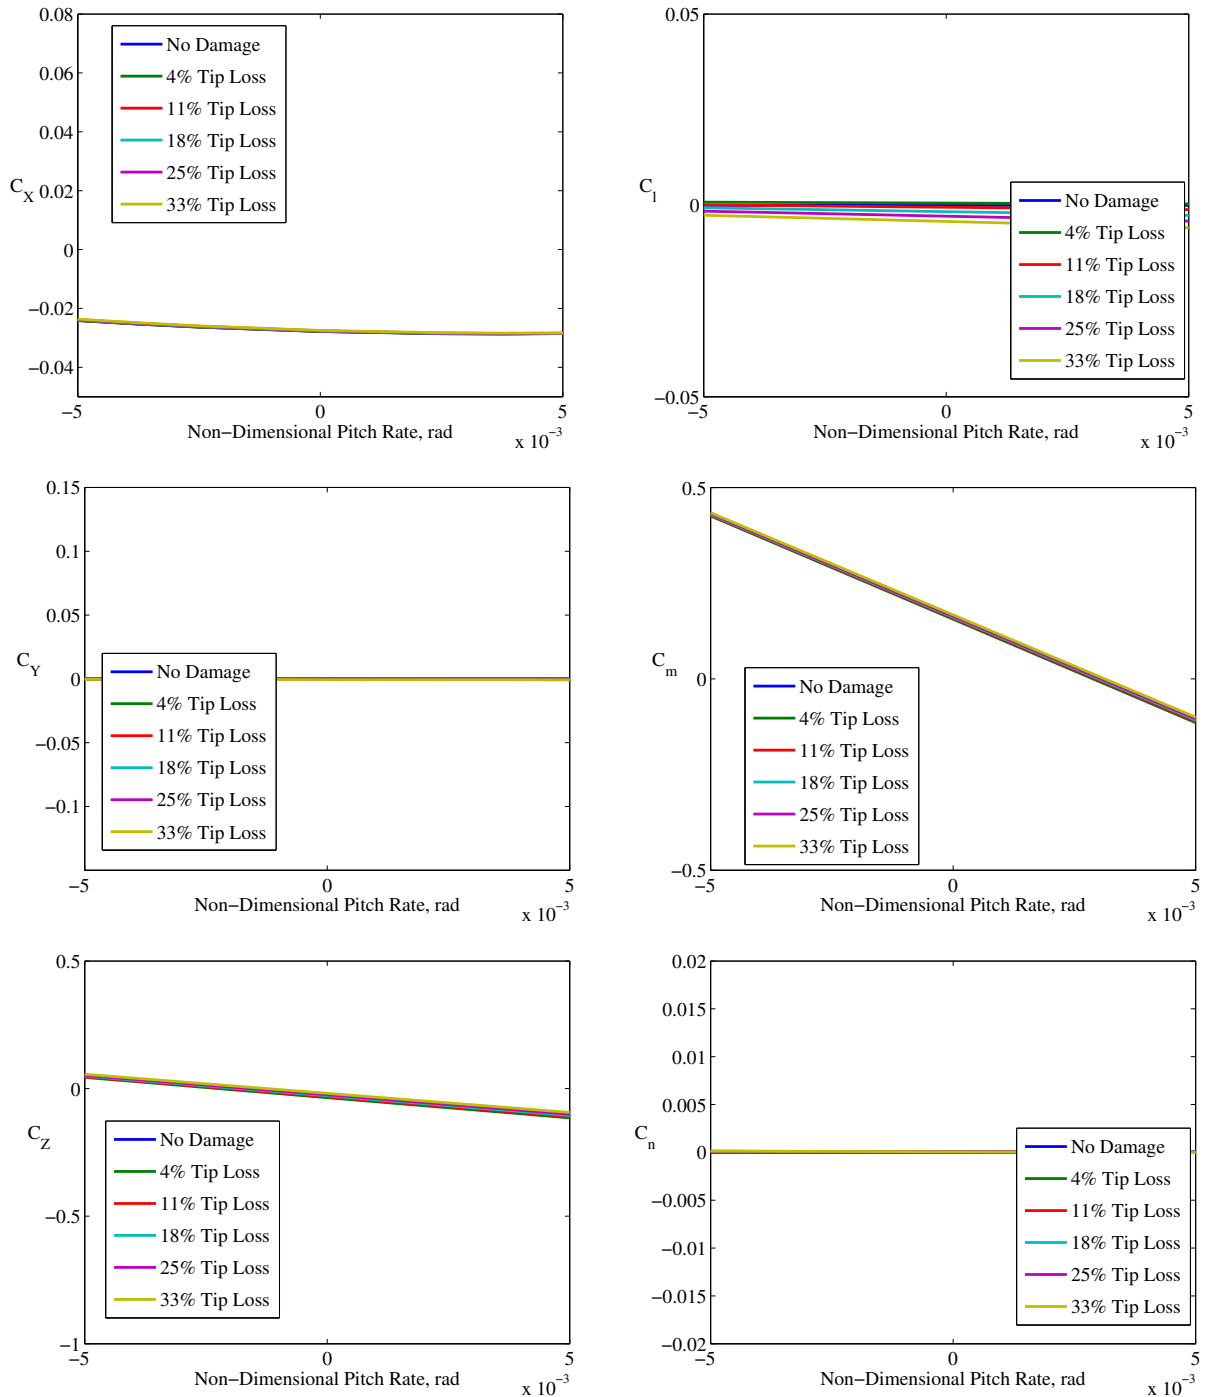 0.08
0.06
0.04
0.02
0
−0.02
−0.04
C_X
No Damage
4% Tip Loss
11% Tip Loss
18% Tip Loss
25% Tip Loss
33% Tip Loss
−5 0 5
Non−Dimensional Pitch Rate, rad
x 10^−3
0.05
0
−0.05
C_l
No Damage
4% Tip Loss
11% Tip Loss
18% Tip Loss
25% Tip Loss
33% Tip Loss
−5 0 5
Non−Dimensional Pitch Rate, rad
x 10^−3
0.15
0.1
0.05
0
−0.05
−0.1
C_Y
No Damage
4% Tip Loss
11% Tip Loss
18% Tip Loss
25% Tip Loss
33% Tip Loss
−5 0 5
Non−Dimensional Pitch Rate, rad
x 10^−3
0.5
0
−0.5
C_m
No Damage
4% Tip Loss
11% Tip Loss
18% Tip Loss
25% Tip Loss
33% Tip Loss
−5 0 5
Non−Dimensional Pitch Rate, rad
x 10^−3
0.5
0
−0.5
−1
C_Z
No Damage
4% Tip Loss
11% Tip Loss
18% Tip Loss
25% Tip Loss
33% Tip Loss
−5 0 5
Non−Dimensional Pitch Rate, rad
x 10^−3
0.02
0.015
0.01
0.005
0
−0.005
−0.01
−0.015
−0.02
C_n
No Damage
4% Tip Loss
11% Tip Loss
18% Tip Loss
25% Tip Loss
33% Tip Loss
−5 0 5
Non−Dimensional Pitch Rate, rad
x 10^−3